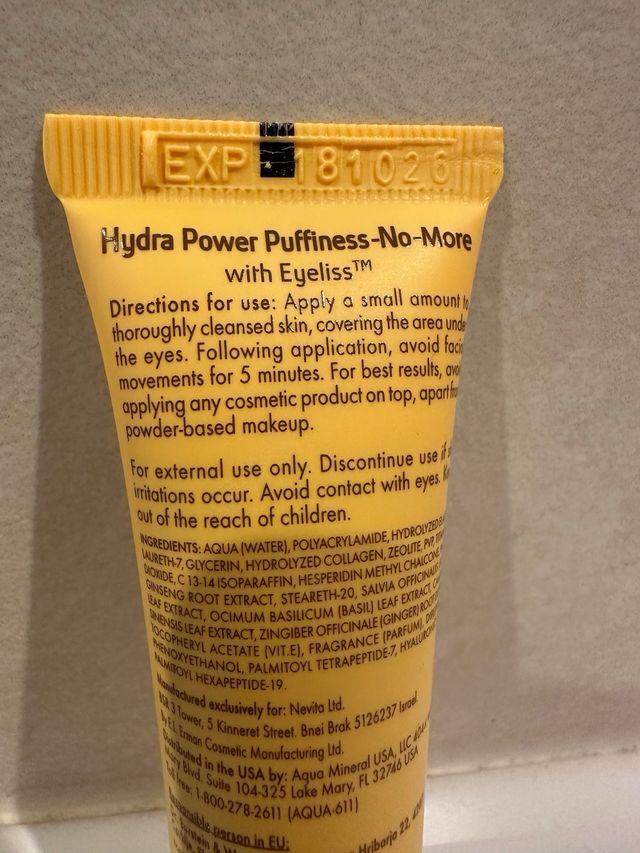 EXP 181026
Hydra Power Puffiness-No-More
with Eyeliss™
Directions for use: Apply a small amount to
thoroughly cleansed skin, covering the area unde
the eyes. Following application, avoid faci
movements for 5 minutes. For best results, avo
applying any cosmetic product on top, apart fro
powder-based makeup.
For external use only. Discontinue use if
irritations occur. Avoid contact with eyes.
out of the reach of children.
INGREDIENTS: AQUA (WATER), POLYACRYLAMIDE, HYDROLYZED
LAURETH-7, GLYCERIN, HYDROLYZED COLLAGEN, ZEOLITE, PVP,
DIOXIDE, C 13-14 ISOPARAFFIN, HESPERIDIN METHYL CHALCONE,
GINSENG ROOT EXTRACT, STEARETH-20, SALVIA OFFICINALIS
LEAF EXTRACT, OCIMUM BASILICUM (BASIL) LEAF EXTRACT,
SINENSIS LEAF EXTRACT, ZINGIBER OFFICINALE (GINGER) ROOT
TOCOPHERYL ACETATE (VIT.E), FRAGRANCE (PARFUM),
PHENOXYETHANOL, PALMITOYL TETRAPEPTIDE-7, HYALURON
PALMITOYL HEXAPEPTIDE-19.
Manufactured exclusively for: Nevita Ltd.
BSR 3 Tower, 5 Kinneret Street. Bnei Brak 5126237 Israel.
By E.L. Erman Cosmetic Manufacturing Ltd.
Distributed in the USA by: Aqua Mineral USA, LLC
Blvd. Suite 104-325 Lake Mary, FL 32746 USA
Toll free: 1-800-278-2611 (AQUA-611)
Responsible person in EU:
Hribarja 22,